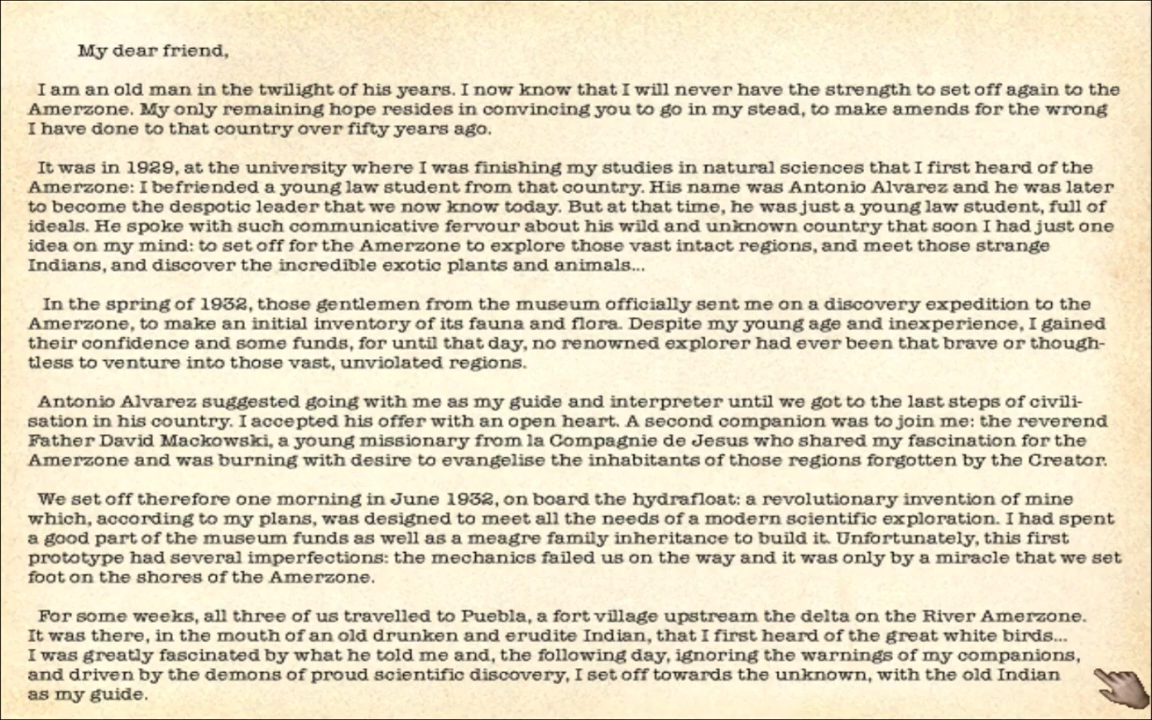 My dear friend,
I am an old man in the twilight of his years. I now know that I will never have the strength to set off again to the
Amerzone. My only remaining hope resides in convincing you to go in my stead, to make amends for the wrong
I have done to that country over fifty years ago.
It was in 1929, at the university where I was finishing my studies in natural sciences that I first heard of the
Amerzone: I befriended a young law student from that country. His name was Antonio Alvarez and he was later
to become the despotic leader that we now know today. But at that time, he was just a young law student, full of
ideals. He spoke with such communicative fervour about his wild and unknown country that soon I had just one
idea on my mind: to set off for the Amerzone to explore those vast intact regions, and meet those strange
Indians, and discover the incredible exotic plants and animals...
In the spring of 1932, those gentlemen from the museum officially sent me on a discovery expedition to the
Amerzone, to make an initial inventory of its fauna and flora. Despite my young age and inexperience, I gained
their confidence and some funds, for until that day, no renowned explorer had ever been that brave or though-
tless to venture into those vast, unviolated regions.
Antonio Alvarez suggested going with me as my guide and interpreter until we got to the last steps of civili-
sation in his country. I accepted his offer with an open heart. A second companion was to join me: the reverend
Father David Mackowski, a young missionary from la Compagnie de Jesus who shared my fascination for the
Amerzone and was burning with desire to evangelise the inhabitants of those regions forgotten by the Creator.
We set off therefore one morning in June 1932, on board the hydrafloat: a revolutionary invention of mine
which, according to my plans, was designed to meet all the needs of a modern scientific exploration. I had spent
a good part of the museum funds as well as a meagre family inheritance to build it. Unfortunately, this first
prototype had several imperfections: the mechanics failed us on the way and it was only by a miracle that we set
foot on the shores of the Amerzone.
For some weeks, all three of us travelled to Puebla, a fort village upstream the delta on the River Amerzone.
It was there, in the mouth of an old drunken and erudite Indian, that I first heard of the great white birds...
I was greatly fascinated by what he told me and, the following day, ignoring the warnings of my companions,
and driven by the demons of proud scientific discovery, I set off towards the unknown, with the old Indian
as my guide.